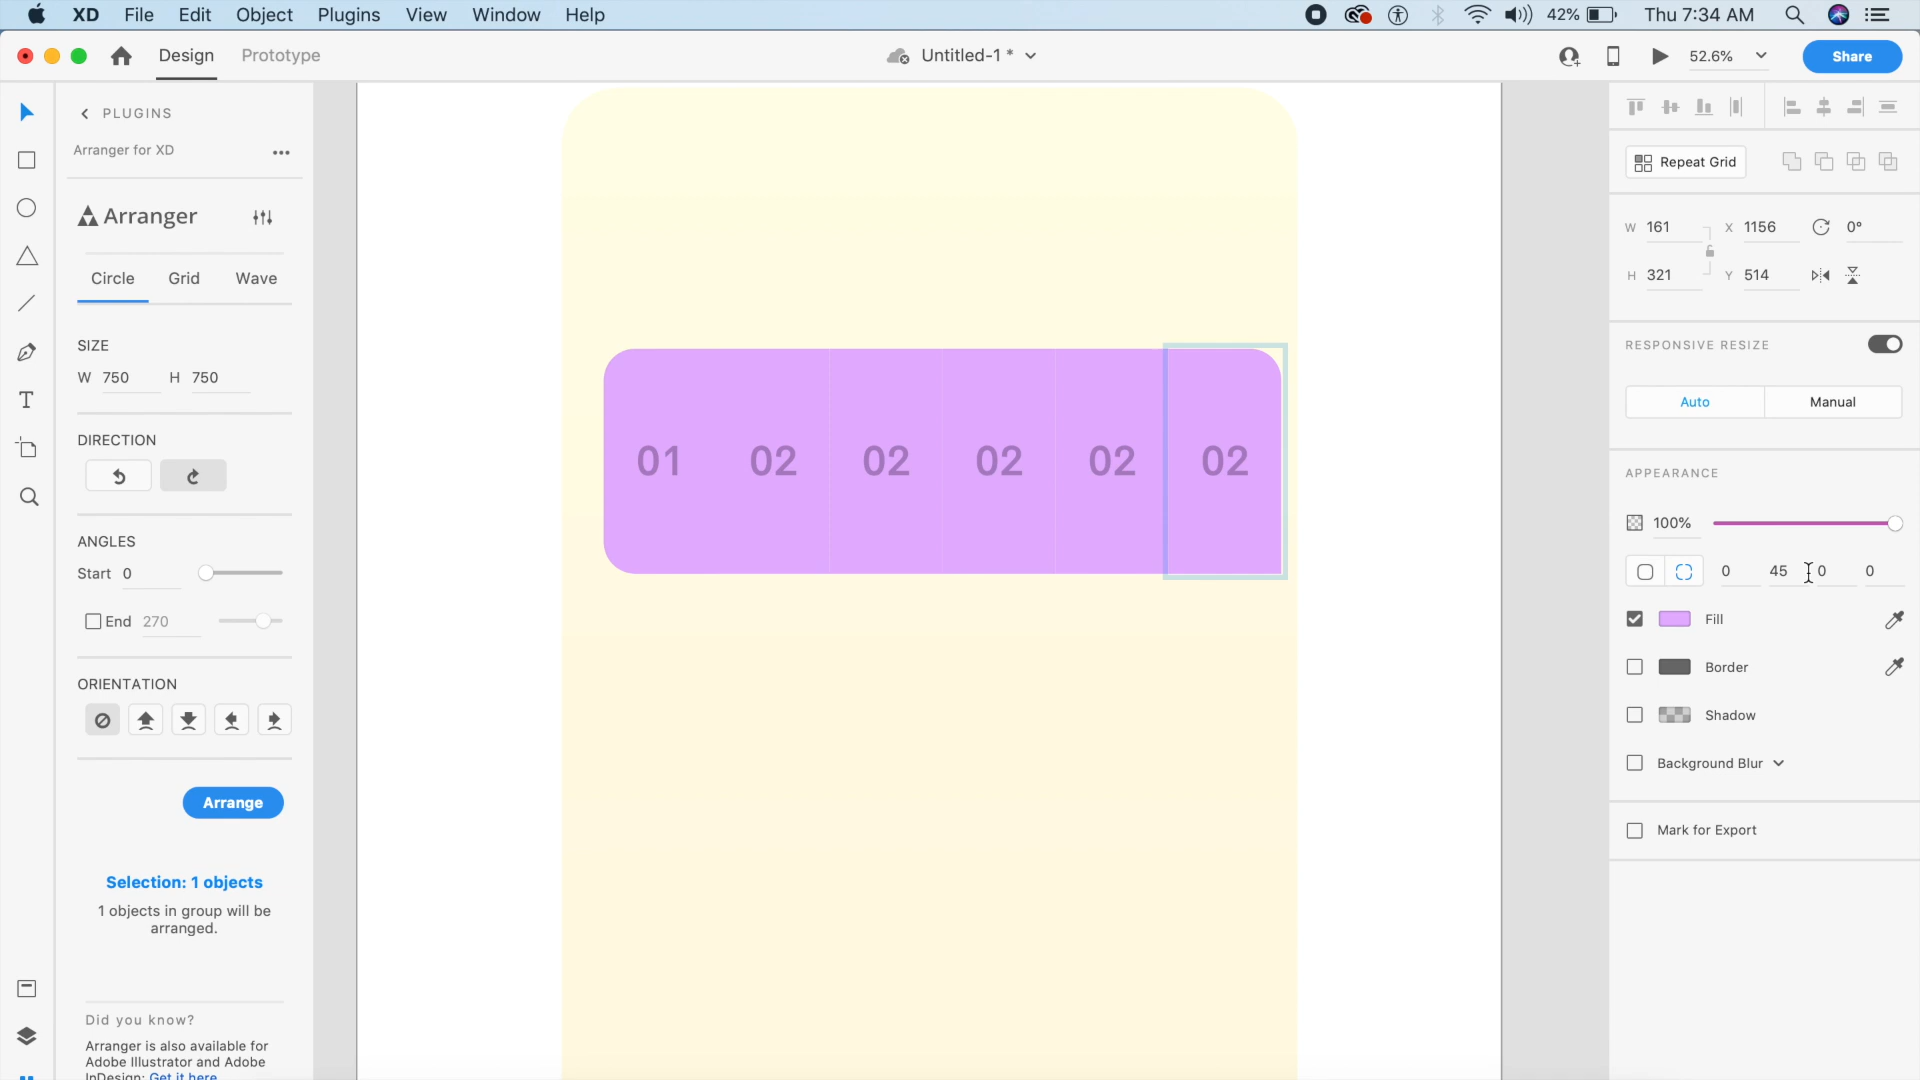 XD File Edit Object Plugins View Window Help
42% Thu 7:34 AM
Design Prototype
Untitled-1 *
52.6%
Share
PLUGINS
Arranger for XD
Arranger
Circle Grid Wave
SIZE
W 750 H 750
DIRECTION
ANGLES
Start 0
End 270
ORIENTATION
Arrange
Selection: 1 objects
1 objects in group will be
arranged.
Did you know?
Arranger is also available for
Adobe Illustrator and Adobe
InDesign: Get it here
01 02 02 02 02 02
Repeat Grid
W 161 X 1156 0°
H 321 Y 514
RESPONSIVE RESIZE
Auto Manual
APPEARANCE
100%
0 45 0 0
Fill
Border
Shadow
Background Blur
Mark for Export